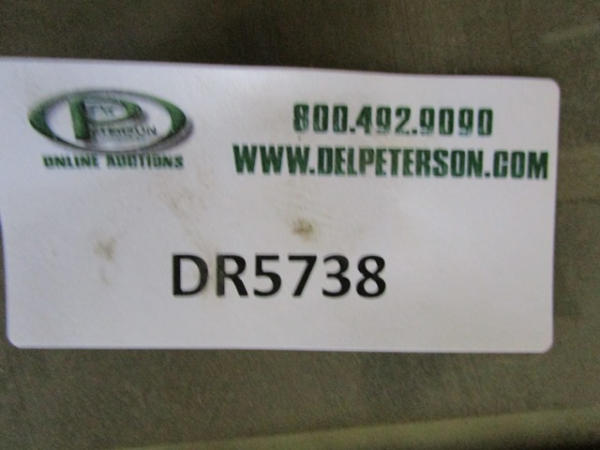 PETERSON
ONLINE AUCTIONS
800.492.9090
WWW.DELPETERSON.COM
DR5738